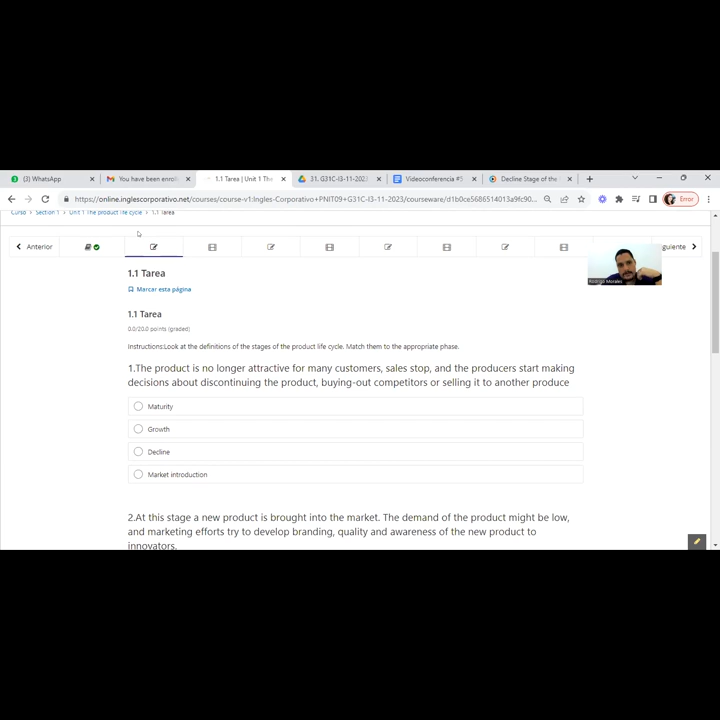 (3) WhatsApp
You have been enrol
1.1 Tarea | Unit 1 The
31. G31C-I3-11-2023
Videoconferencia #5
Decline Stage of the
https://online.inglescorporativo.net/courses/course-v1:Ingles-Corporativo+PNIT09+G31C-I3-11-2023/courseware/d1b0ce5686514013a9fc90...
Error
Curso > Section 1 > Unit 1 The product life cycle > 1.1 Tarea
Anterior
guiente
Rodrigo Morales
1.1 Tarea
Marcar esta página
1.1 Tarea
0.0/20.0 points (graded)
Instructions:Look at the definitions of the stages of the product life cycle. Match them to the appropriate phase.
1.The product is no longer attractive for many customers, sales stop, and the producers start making
decisions about discontinuing the product, buying-out competitors or selling it to another produce
Maturity
Growth
Decline
Market introduction
2.At this stage a new product is brought into the market. The demand of the product might be low,
and marketing efforts try to develop branding, quality and awareness of the new product to
innovators.